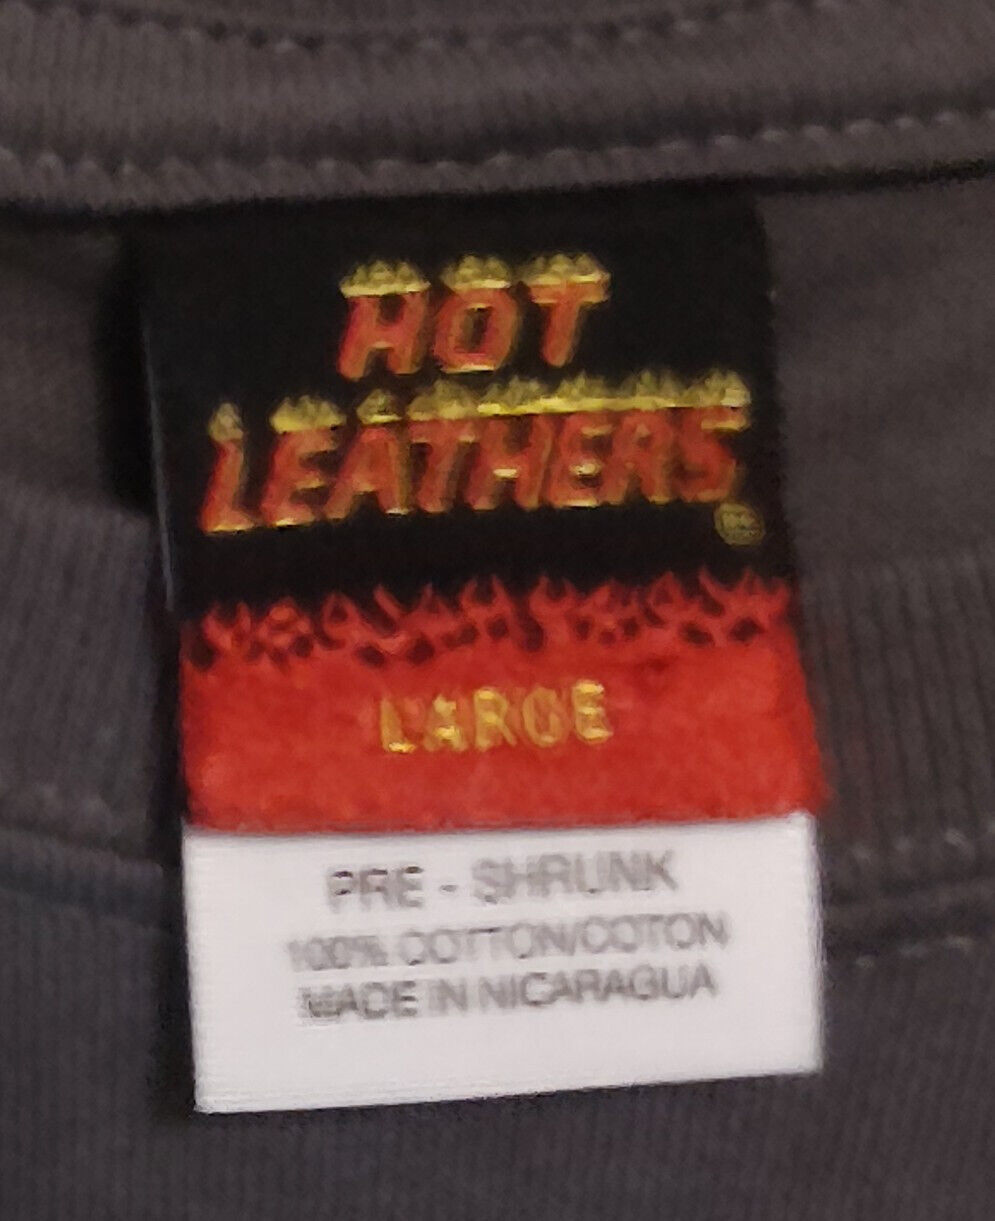 HOT
LEATHERS
LARGE
PRE - SHRUNK
100% COTTON/COTON
MADE IN NICARAGUA